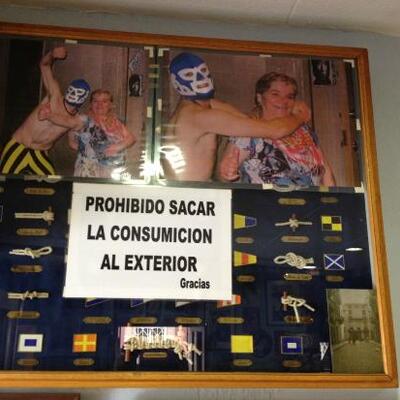 PROHIBIDO SACAR
LA CONSUMICION
AL EXTERIOR
Gracias